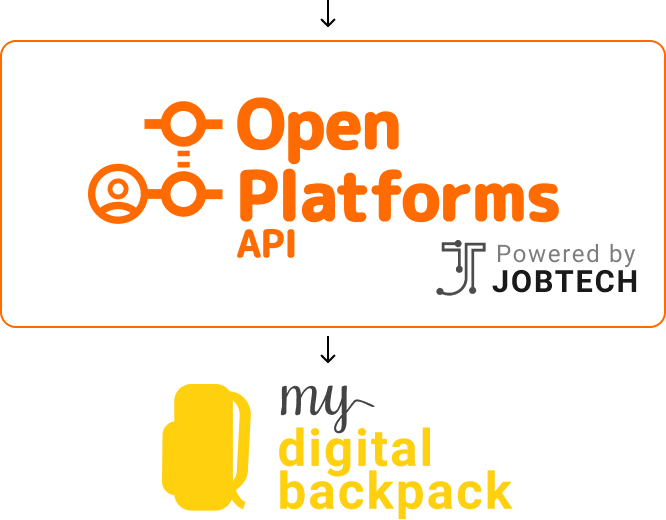 Open
Platforms
API
Powered by
JOBTECH
my
digital
backpack